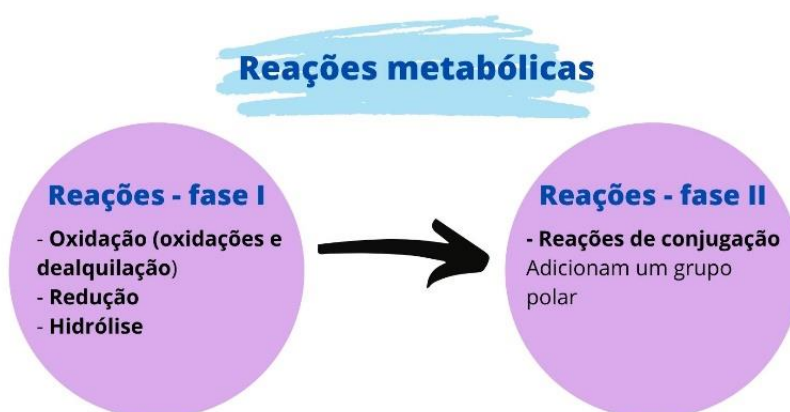 Reações metabólicas
Reações - fase I
- Oxidação (oxidações e
dealquilação)
- Redução
- Hidrólise
Reações - fase II
- Reações de conjugação
Adicionam um grupo
polar